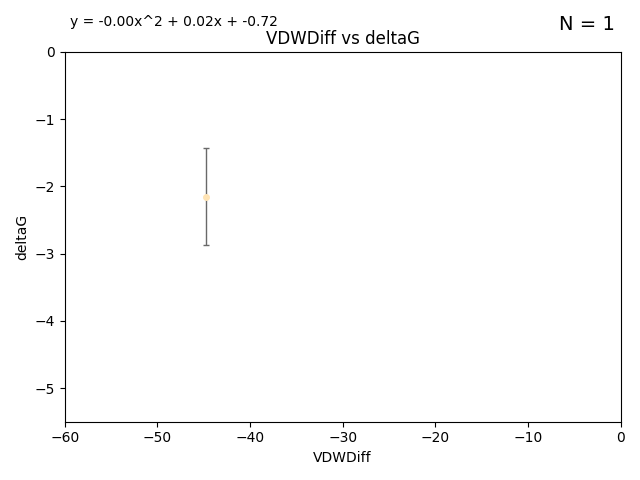 y = -0.00x^2 + 0.02x + -0.72
N = 1
VDWDiff vs deltaG
0
−1
−2
−3
−4
−5
deltaG
−60 −50 −40 −30 −20 −10 0
VDWDiff